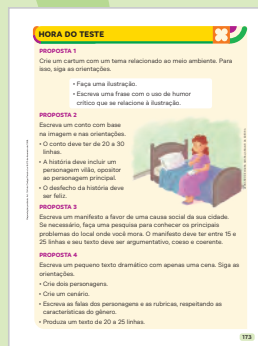 HORA DO TESTE
PROPOSTA 1
Crie um cartum com um tema relacionado ao meio ambiente. Para
isso, siga as orientações.
• Faça uma ilustração.
• Escreva uma frase com o uso de humor
crítico que se relacione à ilustração.
PROPOSTA 2
Escreva um conto com base
na imagem e nas orientações.
• O conto deve ter de 20 a 30
linhas.
• A história deve incluir um
personagem vilão, opositor
ao personagem principal.
• O desfecho da história deve
ser feliz.
PROPOSTA 3
Escreva um manifesto a favor de uma causa social da sua cidade.
Se necessário, faça uma pesquisa para conhecer os principais
problemas do local onde você mora. O manifesto deve ter entre 15 e
25 linhas e seu texto deve ser argumentativo, coeso e coerente.
PROPOSTA 4
Escreva um pequeno texto dramático com apenas uma cena. Siga as
orientações.
• Crie dois personagens.
• Crie um cenário.
• Escreva as falas dos personagens e as rubricas, respeitando as
características do gênero.
• Produza um texto de 20 a 25 linhas.
173